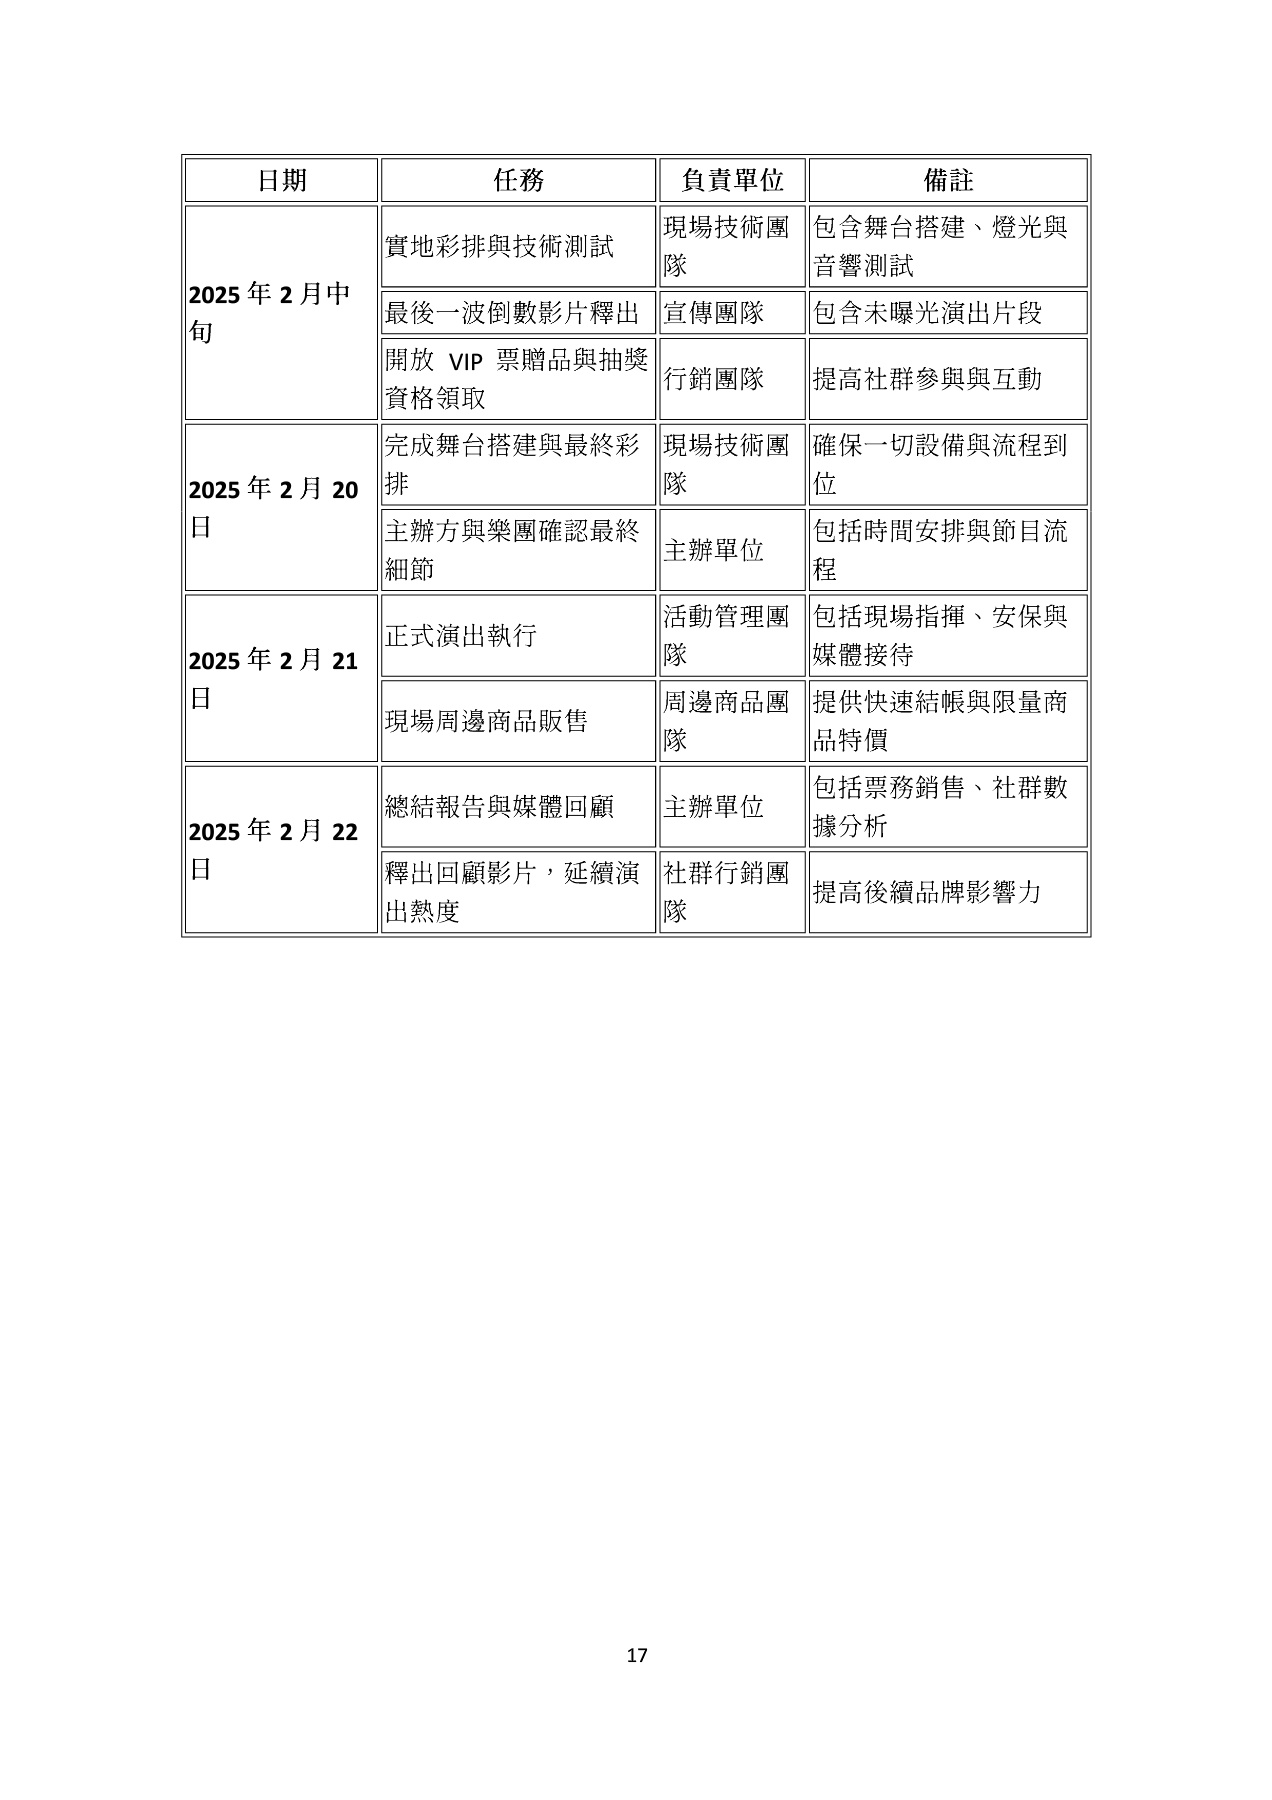 日期 任務 負責單位 備註
2025 年 2 月中
旬
實地彩排與技術測試
現場技術團
隊
包含舞台搭建、燈光與
音響測試
最後一波倒數影片釋出
宣傳團隊
包含未曝光演出片段
開放 VIP 票贈品與抽獎
資格領取
行銷團隊
提高社群參與與互動
2025 年 2 月 20
日
完成舞台搭建與最終彩
排
現場技術團
隊
確保一切設備與流程到
位
主辦方與樂團確認最終
細節
主辦單位
包括時間安排與節目流
程
2025 年 2 月 21
日
正式演出執行
活動管理團
隊
包括現場指揮、安保與
媒體接待
現場周邊商品販售
周邊商品團
隊
提供快速結帳與限量商
品特價
2025 年 2 月 22
日
總結報告與媒體回顧
主辦單位
包括票務銷售、社群數
據分析
釋出回顧影片，延續演
出熱度
社群行銷團
隊
提高後續品牌影響力
17